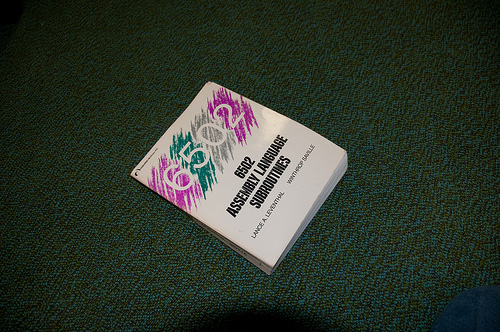 6502
6502
ASSEMBLY LANGUAGE
SUBROUTINES
LANCE A. LEVENTHAL WINTHROP SAVILLE